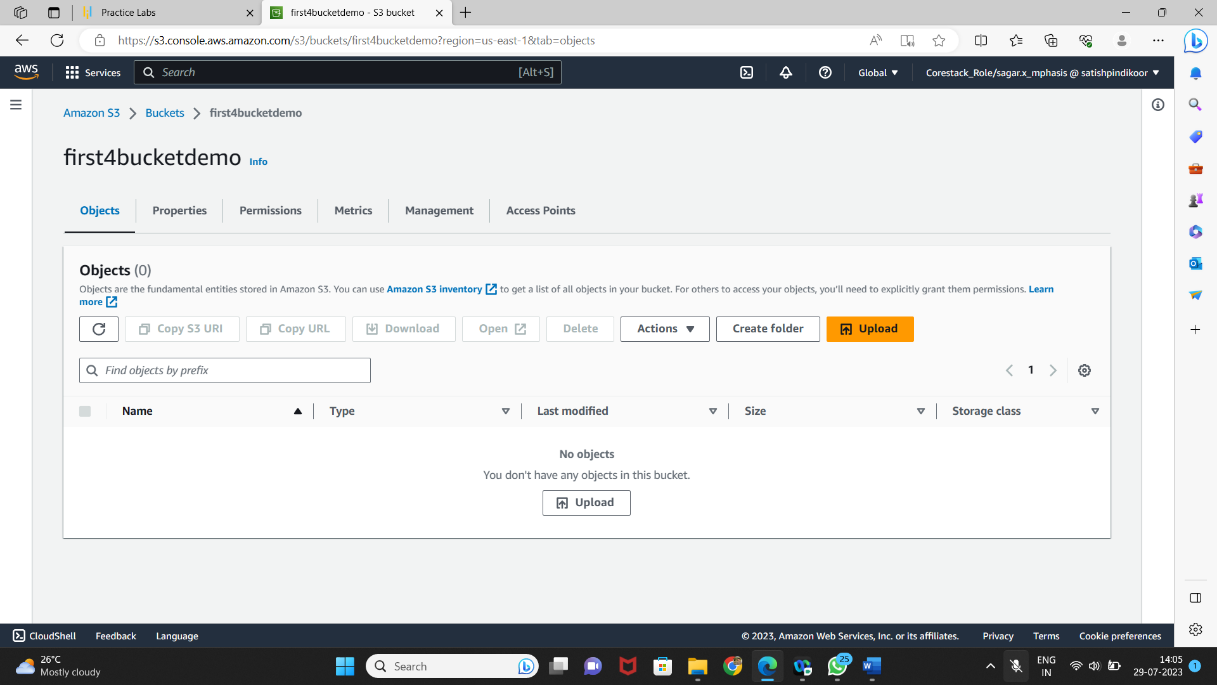 Practice Labs
first4bucketdemo - S3 bucket
https://s3.console.aws.amazon.com/s3/buckets/first4bucketdemo?region=us-east-1&tab=objects
aws
Services
Search
[Alt+S]
Global
Corestack_Role/sagar.x_mphasis @ satishpindikoor
Amazon S3
Buckets
first4bucketdemo
first4bucketdemo Info
Objects
Properties
Permissions
Metrics
Management
Access Points
Objects (0)
Objects are the fundamental entities stored in Amazon S3. You can use Amazon S3 inventory to get a list of all objects in your bucket. For others to access your objects, you'll need to explicitly grant them permissions. Learn
more
Copy S3 URI
Copy URL
Download
Open
Delete
Actions
Create folder
Upload
Find objects by prefix
1
Name
Type
Last modified
Size
Storage class
No objects
You don't have any objects in this bucket.
Upload
CloudShell
Feedback
Language
© 2023, Amazon Web Services, Inc. or its affiliates.
Privacy
Terms
Cookie preferences
26°C
Mostly cloudy
Search
25
ENG
IN
14:05
29-07-2023
1